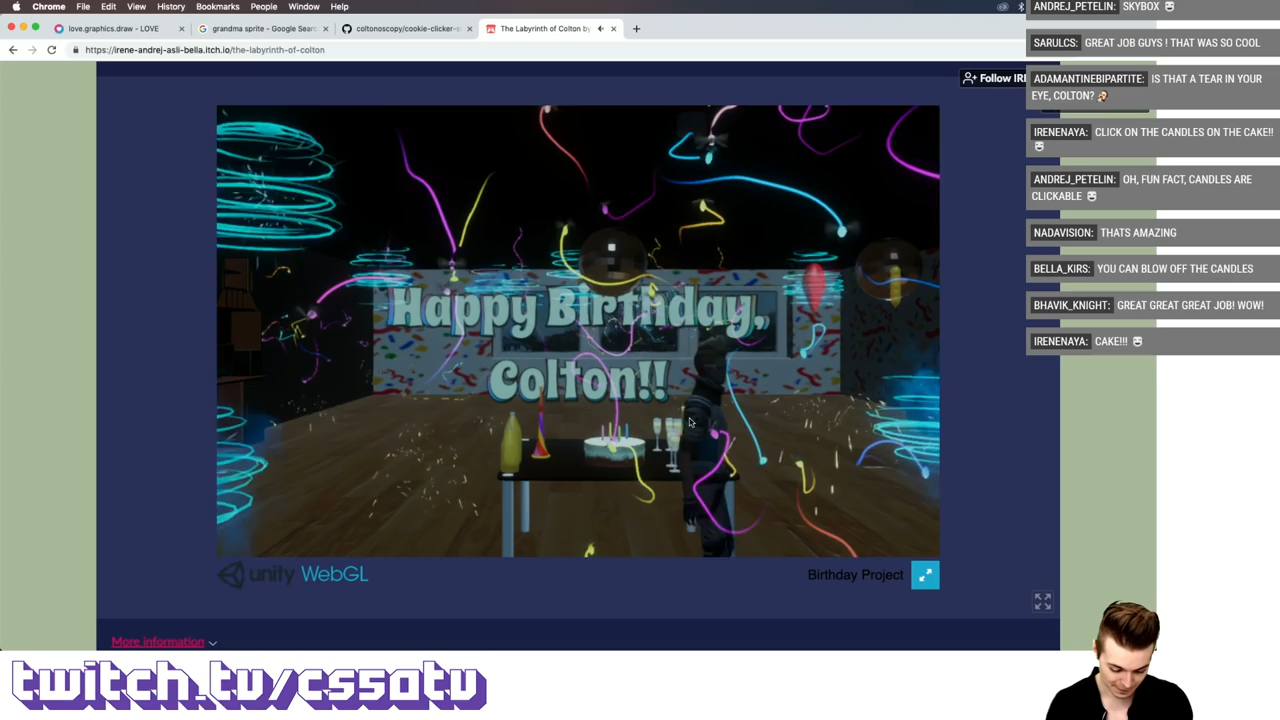 Chrome File Edit View History Bookmarks People Window Help
love.graphics.draw - LOVE
grandma sprite - Google Searc
coltonoscopy/cookie-clicker-s
The Labyrinth of Colton by
https://irene-andrej-asli-bella.itch.io/the-labyrinth-of-colton
Follow IRE
Happy Birthday,
Colton!!
unity WebGL
Birthday Project
More information
twitch.tv/cs50tv
ANDREJ_PETELIN: SKYBOX
SARULCS: GREAT JOB GUYS ! THAT WAS SO COOL
ADAMANTINEBIPARTITE: IS THAT A TEAR IN YOUR
EYE, COLTON?
IRENENAYA: CLICK ON THE CANDLES ON THE CAKE!!
ANDREJ_PETELIN: OH, FUN FACT, CANDLES ARE
CLICKABLE
NADAVISION: THATS AMAZING
BELLA_KIRS: YOU CAN BLOW OFF THE CANDLES
BHAVIK_KNIGHT: GREAT GREAT GREAT JOB! WOW!
IRENENAYA: CAKE!!!